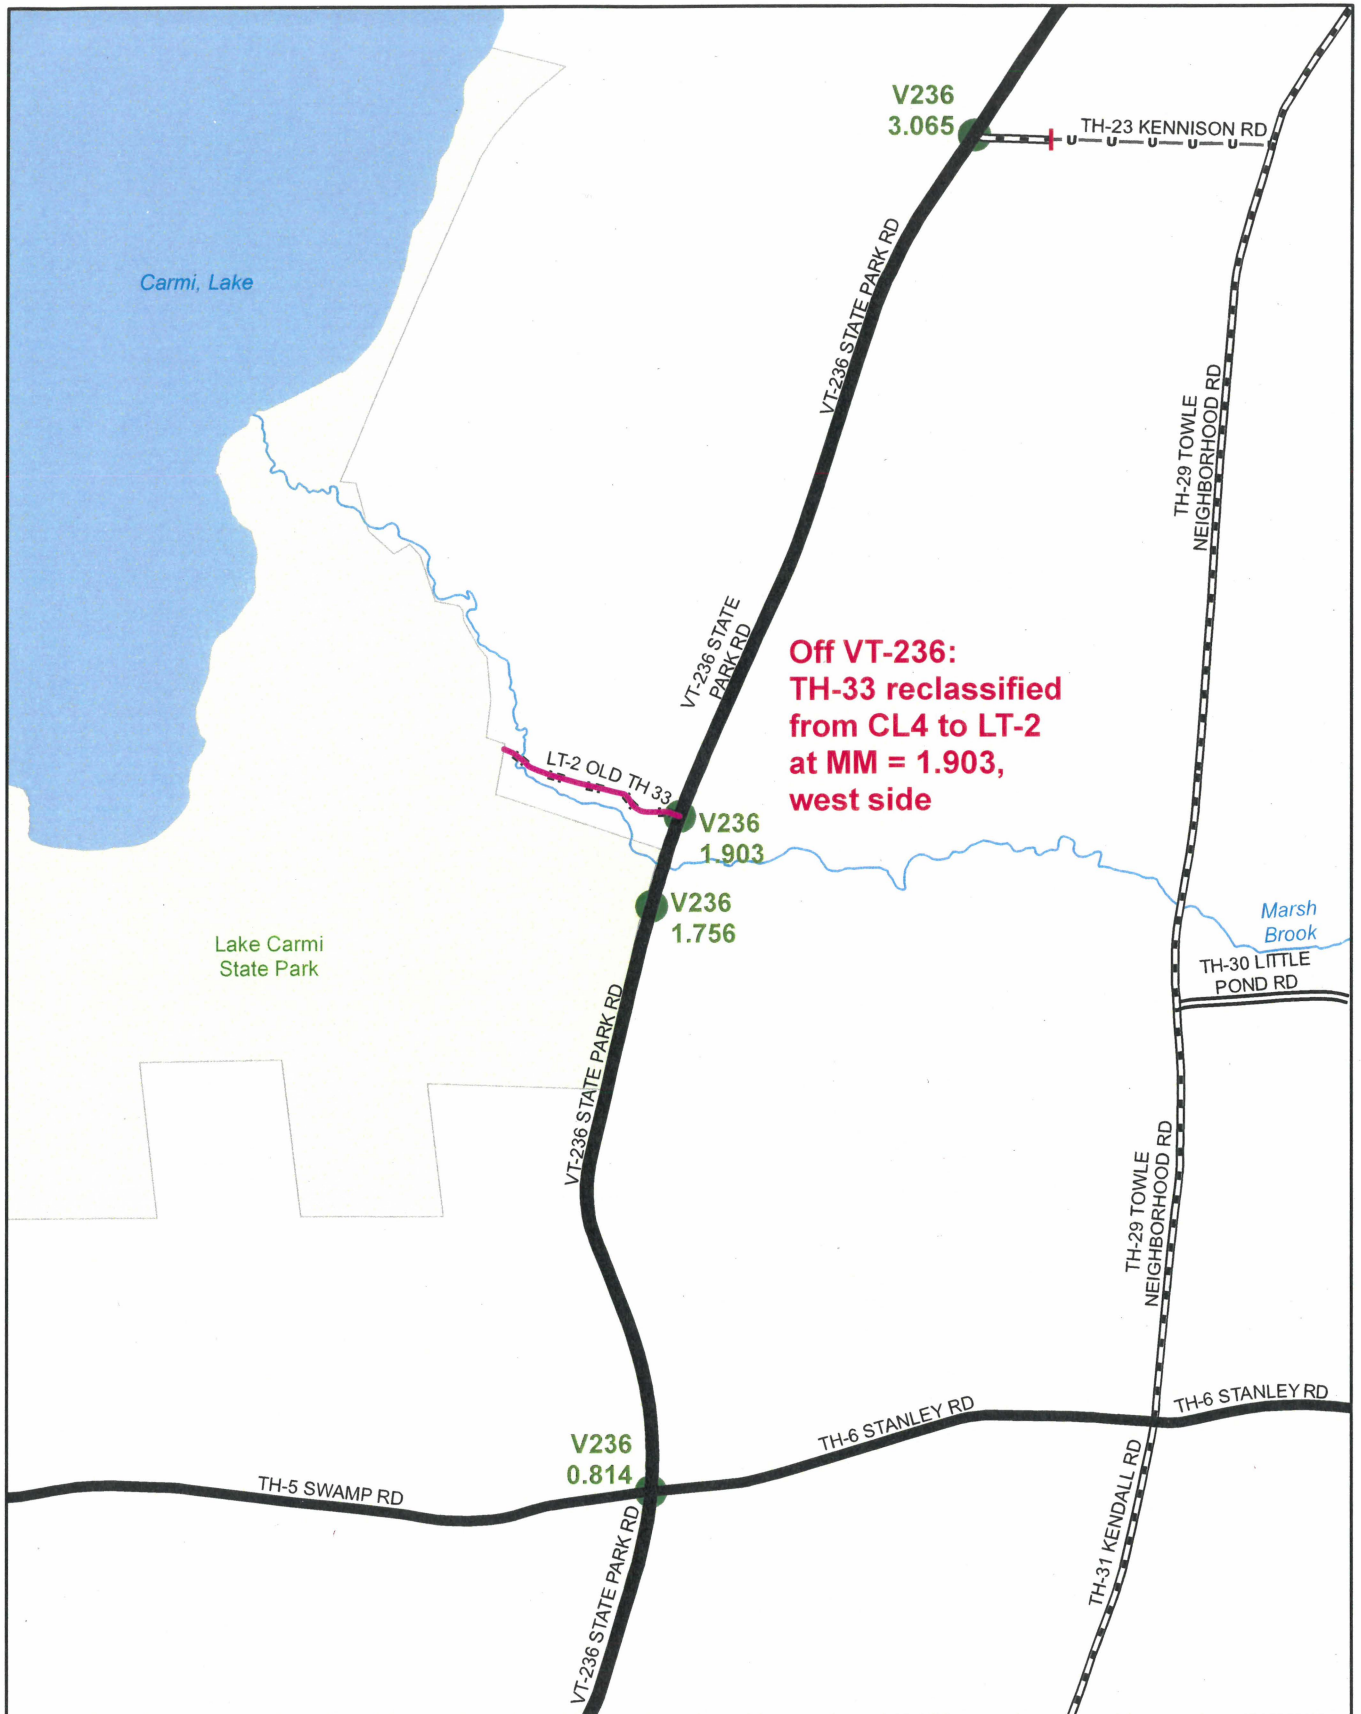 V236
3.065
TH-23 KENNISON RD
U U U U U
Carmi, Lake
VT-236 STATE PARK RD
TH-29 TOWLE
NEIGHBORHOOD RD
VT-236 STATE
PARK RD
Off VT-236:
TH-33 reclassified
from CL4 to LT-2
at MM = 1.903,
west side
LT-2 OLD TH 33
V236
1.903
V236
1.756
Marsh
Brook
Lake Carmi
State Park
TH-30 LITTLE
POND RD
VT-236 STATE PARK RD
TH-29 TOWLE
NEIGHBORHOOD RD
TH-6 STANLEY RD
TH-6 STANLEY RD
V236
0.814
TH-5 SWAMP RD
TH-31 KENDALL RD
VT-236 STATE PARK RD